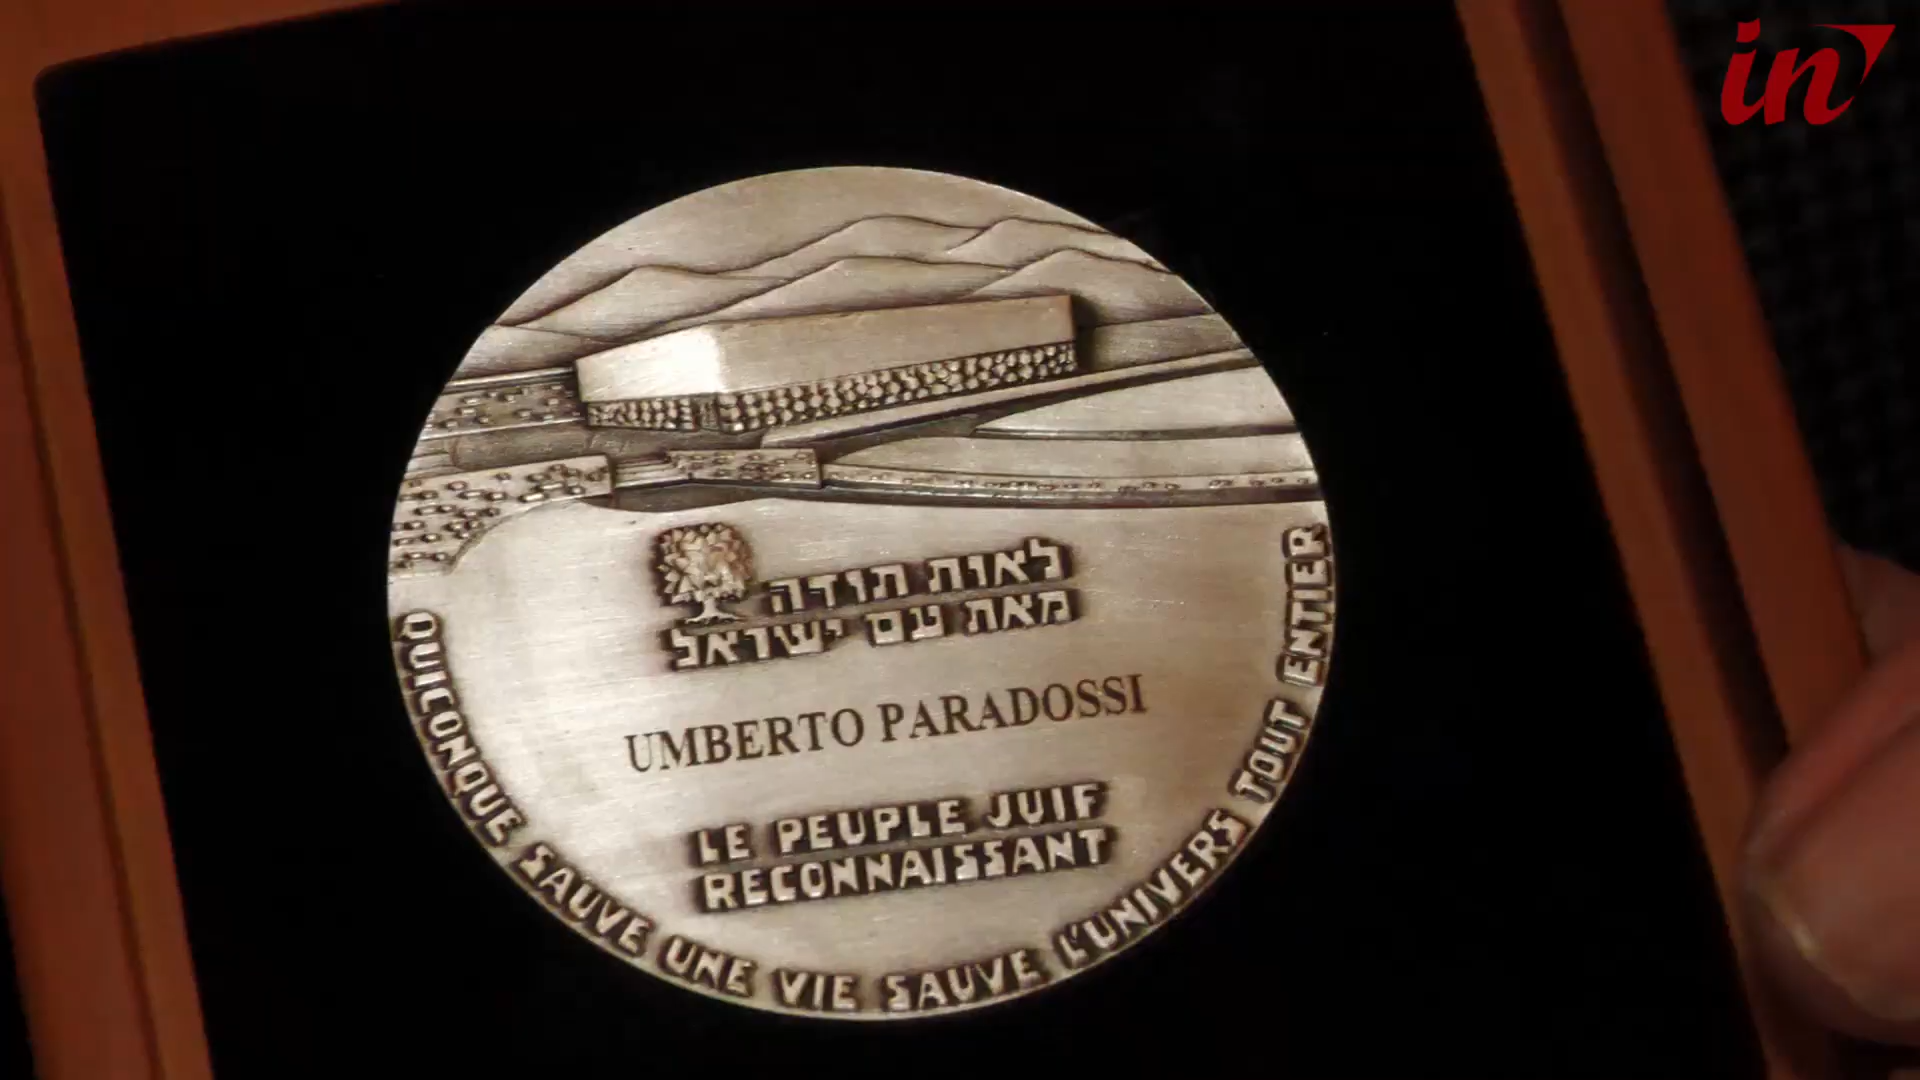 in
לאות תודה
מאת עם ישראל
UMBERTO PARADOSSI
LE PEUPLE JUIF
RECONNAISSANT
QUICONQUE SAUVE UNE VIE SAUVE L'UNIVERS TOUT ENTIER